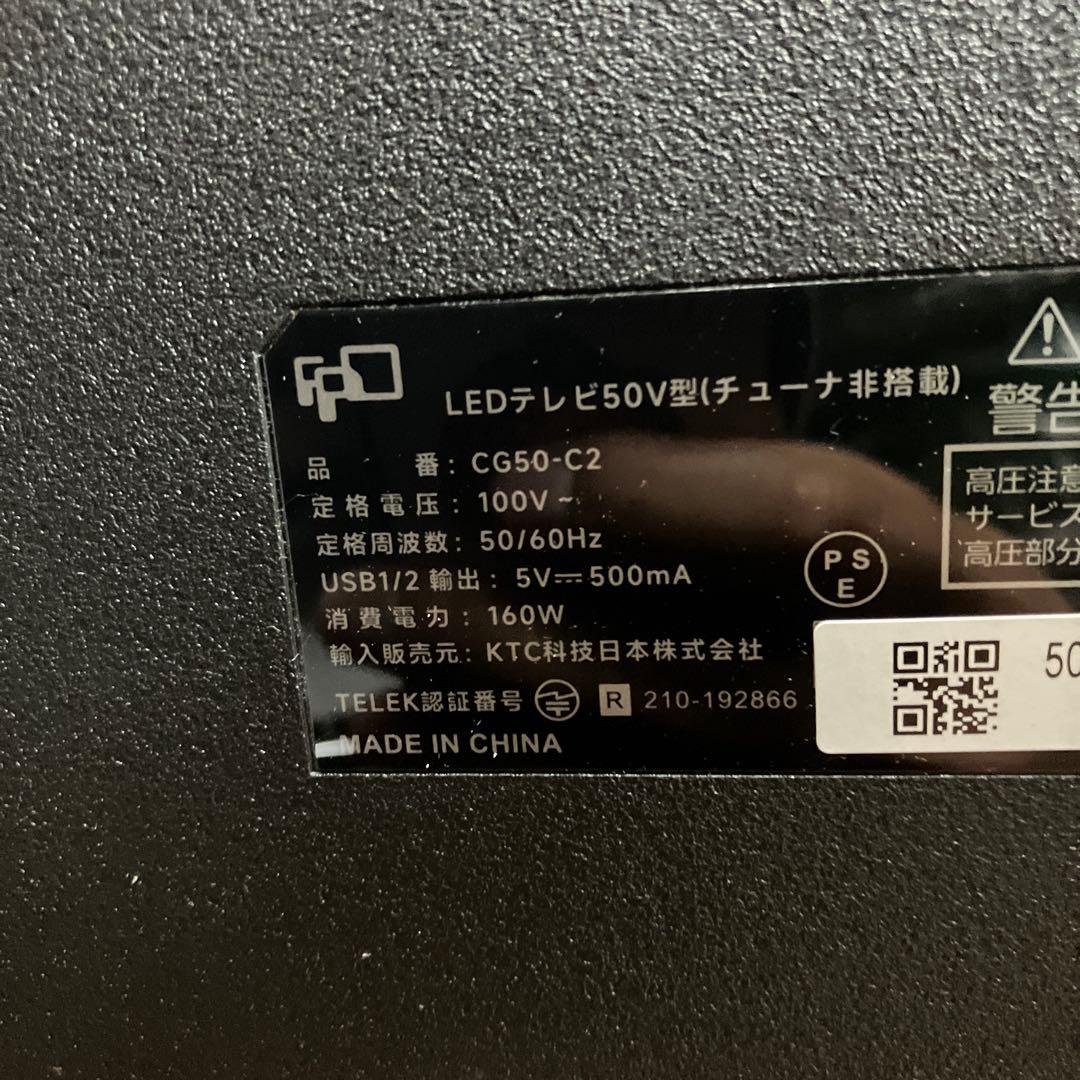 FPD
LEDテレビ50V型(チューナ非搭載)
品 番: CG50-C2
定格電圧: 100V~
定格周波数: 50/60Hz
USB1/2 輸出: 5V⎓500mA
消費電力: 160W
輸入販売元: KTC科技日本株式会社
TELEK認証番号 R 210-192866
MADE IN CHINA
PS
E
警告
高圧注意
サービス
高圧部分
50